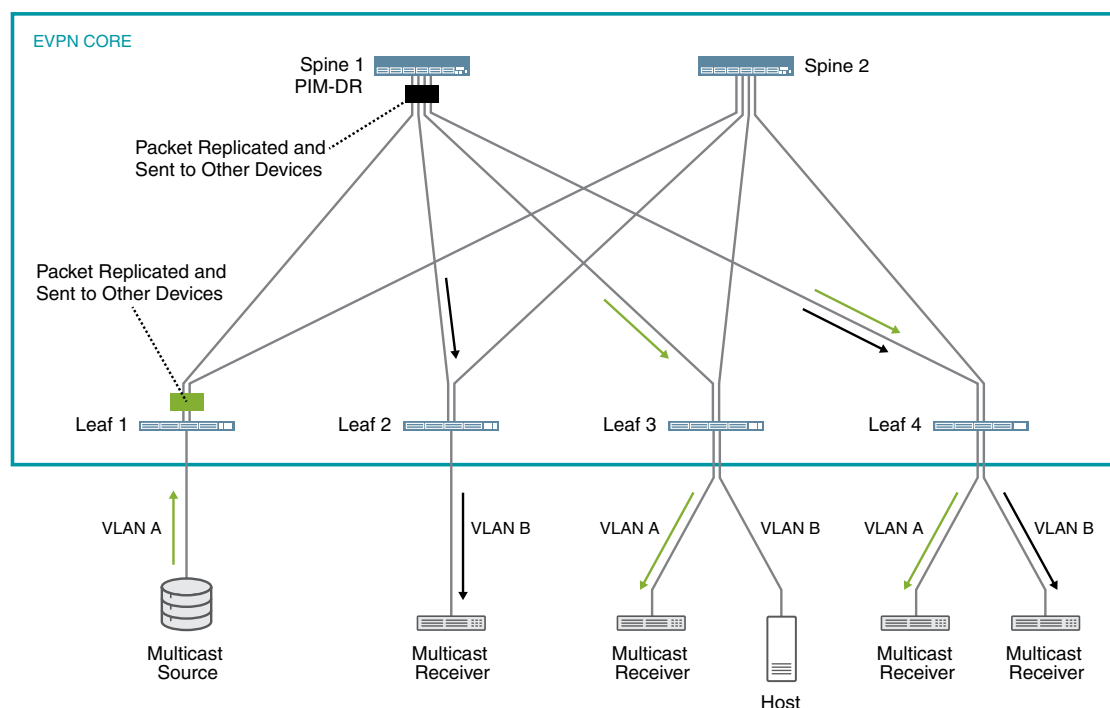 EVPN CORE
Spine 1
PIM-DR
Spine 2
Packet Replicated and
Sent to Other Devices
Packet Replicated and
Sent to Other Devices
Leaf 1
Leaf 2
Leaf 3
Leaf 4
VLAN A
VLAN B
VLAN A
VLAN B
VLAN A
VLAN B
Multicast
Source
Multicast
Receiver
Multicast
Receiver
Host
Multicast
Receiver
Multicast
Receiver